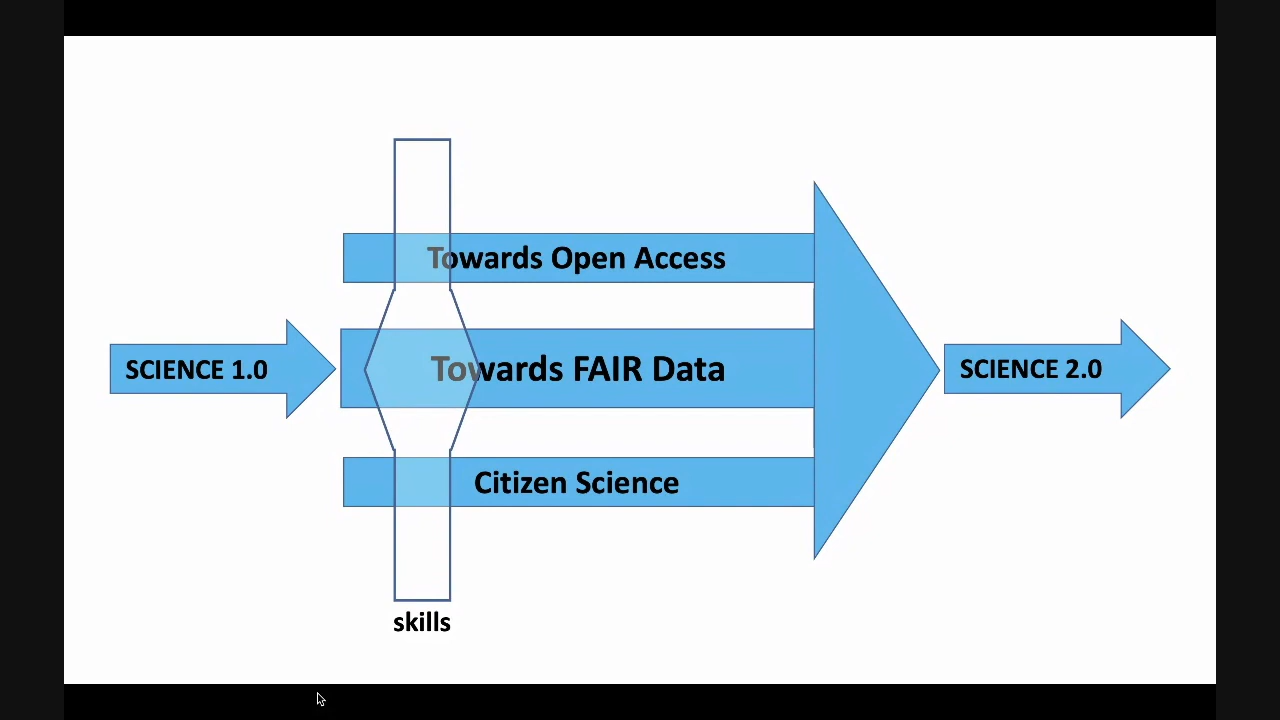 Towards Open Access
SCIENCE 1.0
Towards FAIR Data
SCIENCE 2.0
Citizen Science
skills